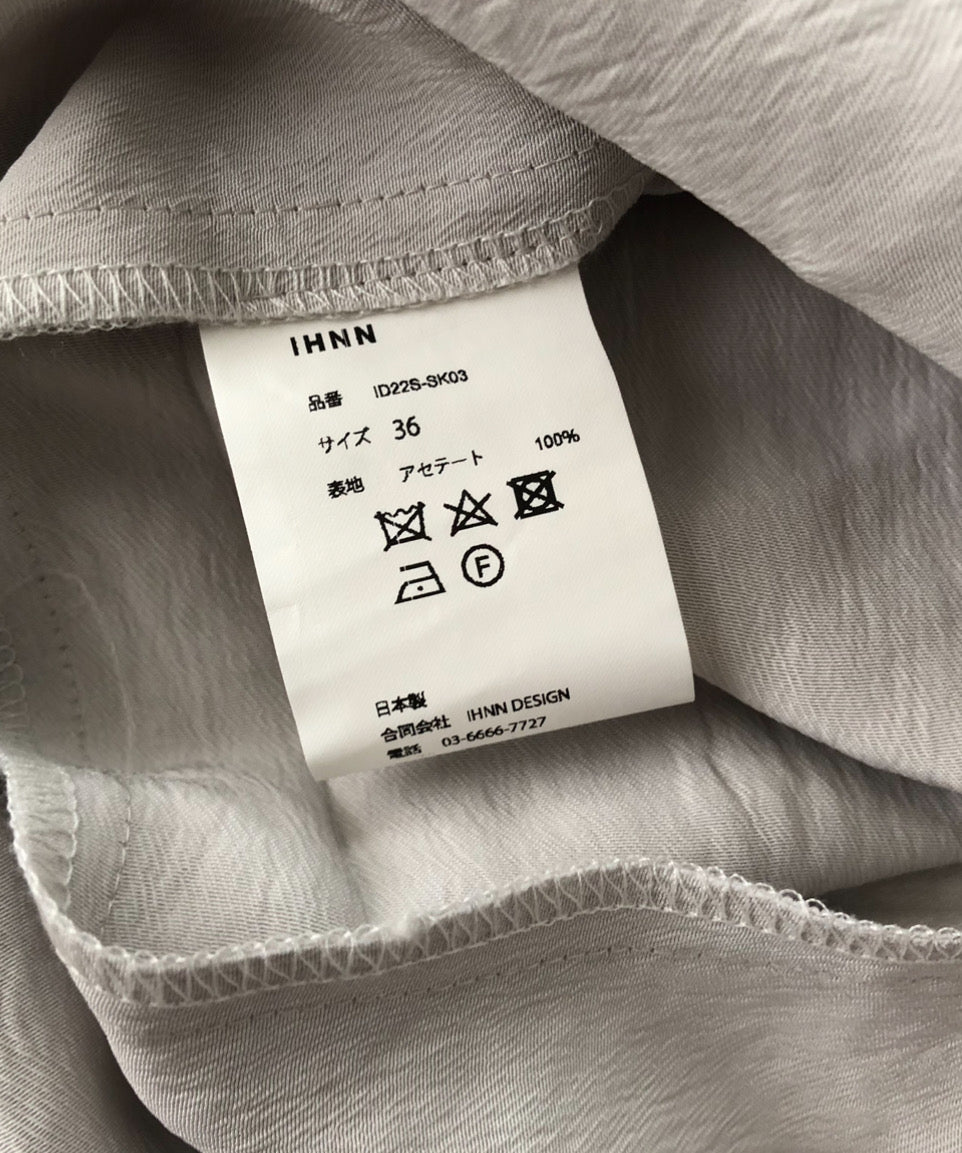 IHNN
品番 ID22S-SK03
サイズ 36
表地 アセテート 100%
F
日本製
合同会社 IHNN DESIGN
電話 03-6666-7727